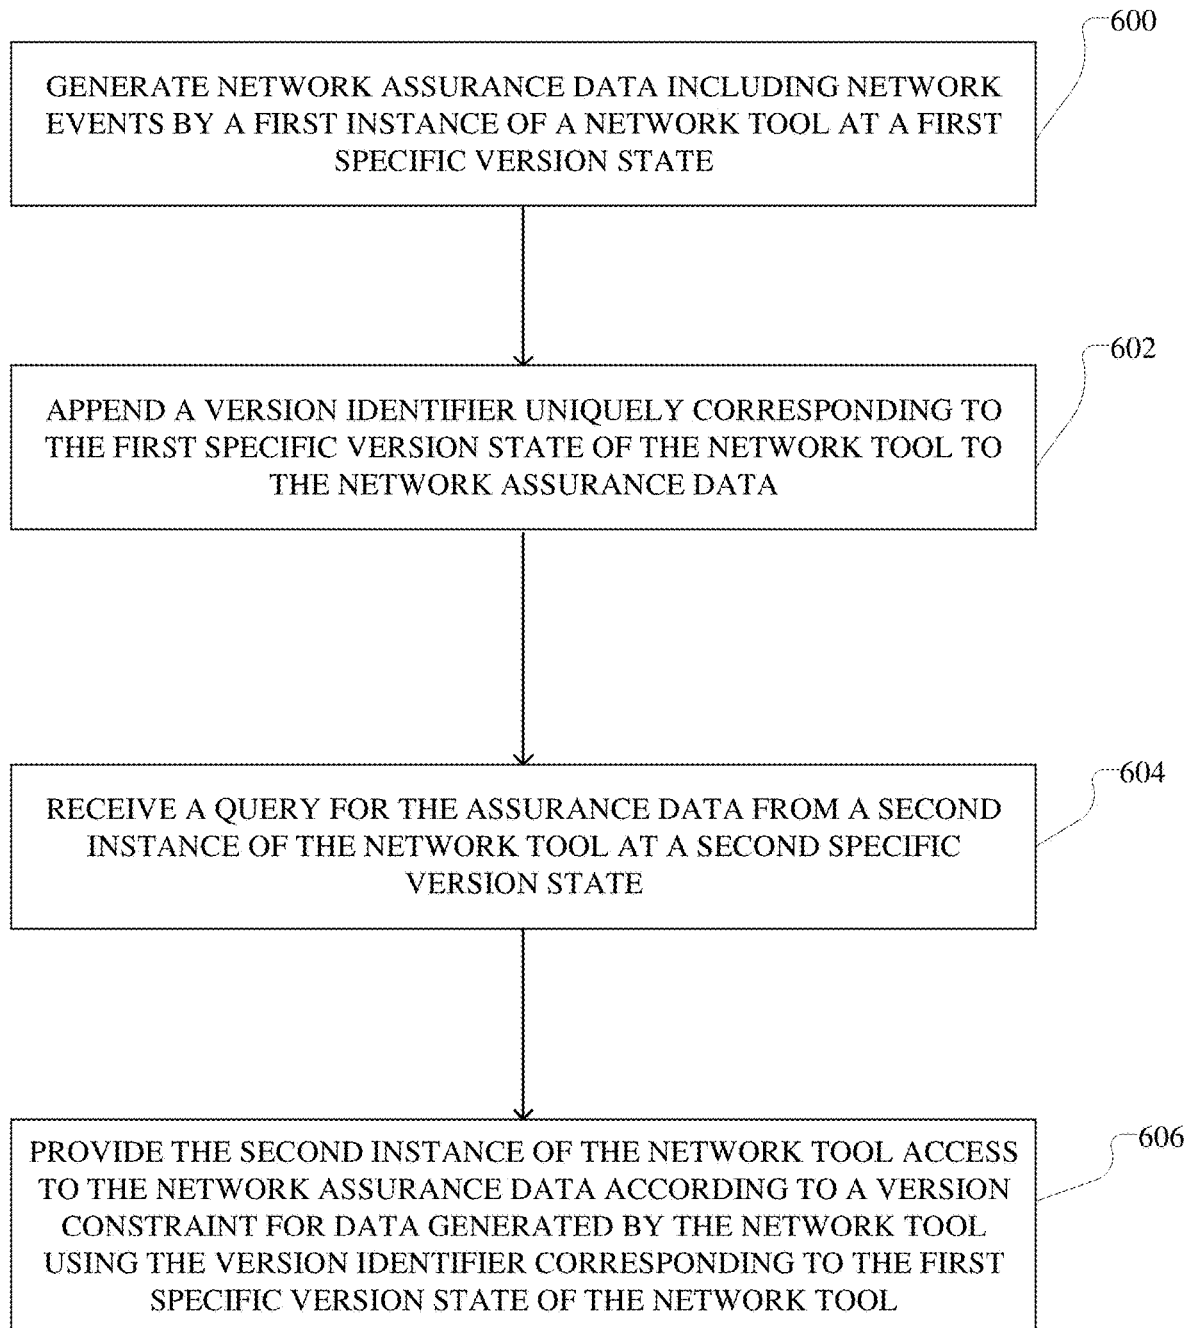 600
GENERATE NETWORK ASSURANCE DATA INCLUDING NETWORK
EVENTS BY A FIRST INSTANCE OF A NETWORK TOOL AT A FIRST
SPECIFIC VERSION STATE
602
APPEND A VERSION IDENTIFIER UNIQUELY CORRESPONDING TO
THE FIRST SPECIFIC VERSION STATE OF THE NETWORK TOOL TO
THE NETWORK ASSURANCE DATA
604
RECEIVE A QUERY FOR THE ASSURANCE DATA FROM A SECOND
INSTANCE OF THE NETWORK TOOL AT A SECOND SPECIFIC
VERSION STATE
606
PROVIDE THE SECOND INSTANCE OF THE NETWORK TOOL ACCESS
TO THE NETWORK ASSURANCE DATA ACCORDING TO A VERSION
CONSTRAINT FOR DATA GENERATED BY THE NETWORK TOOL
USING THE VERSION IDENTIFIER CORRESPONDING TO THE FIRST
SPECIFIC VERSION STATE OF THE NETWORK TOOL